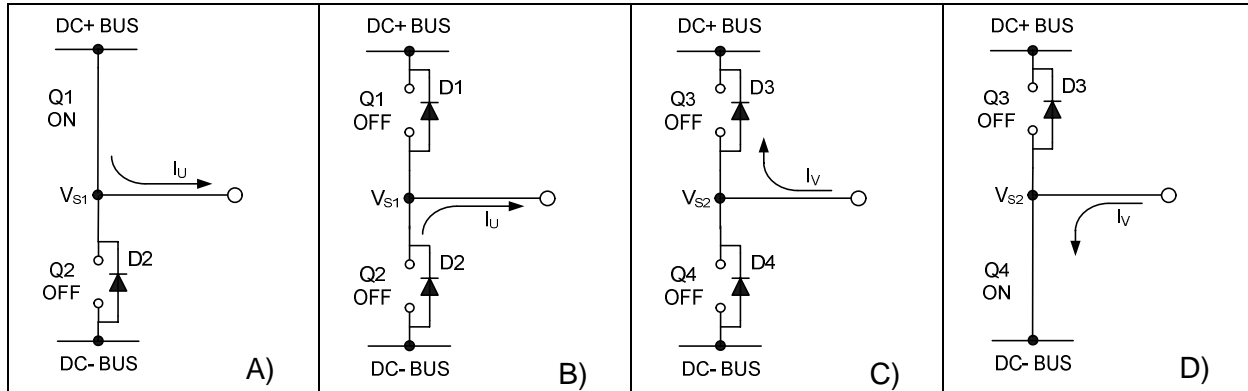 DC+ BUS
Q1
ON
I_U
V_S1
Q2
OFF
D2
DC- BUS
A)
DC+ BUS
D1
Q1
OFF
V_S1
I_U
D2
Q2
OFF
DC- BUS
B)
DC+ BUS
D3
Q3
OFF
I_V
V_S2
D4
Q4
OFF
DC- BUS
C)
DC+ BUS
D3
Q3
OFF
V_S2
I_V
Q4
ON
DC- BUS
D)